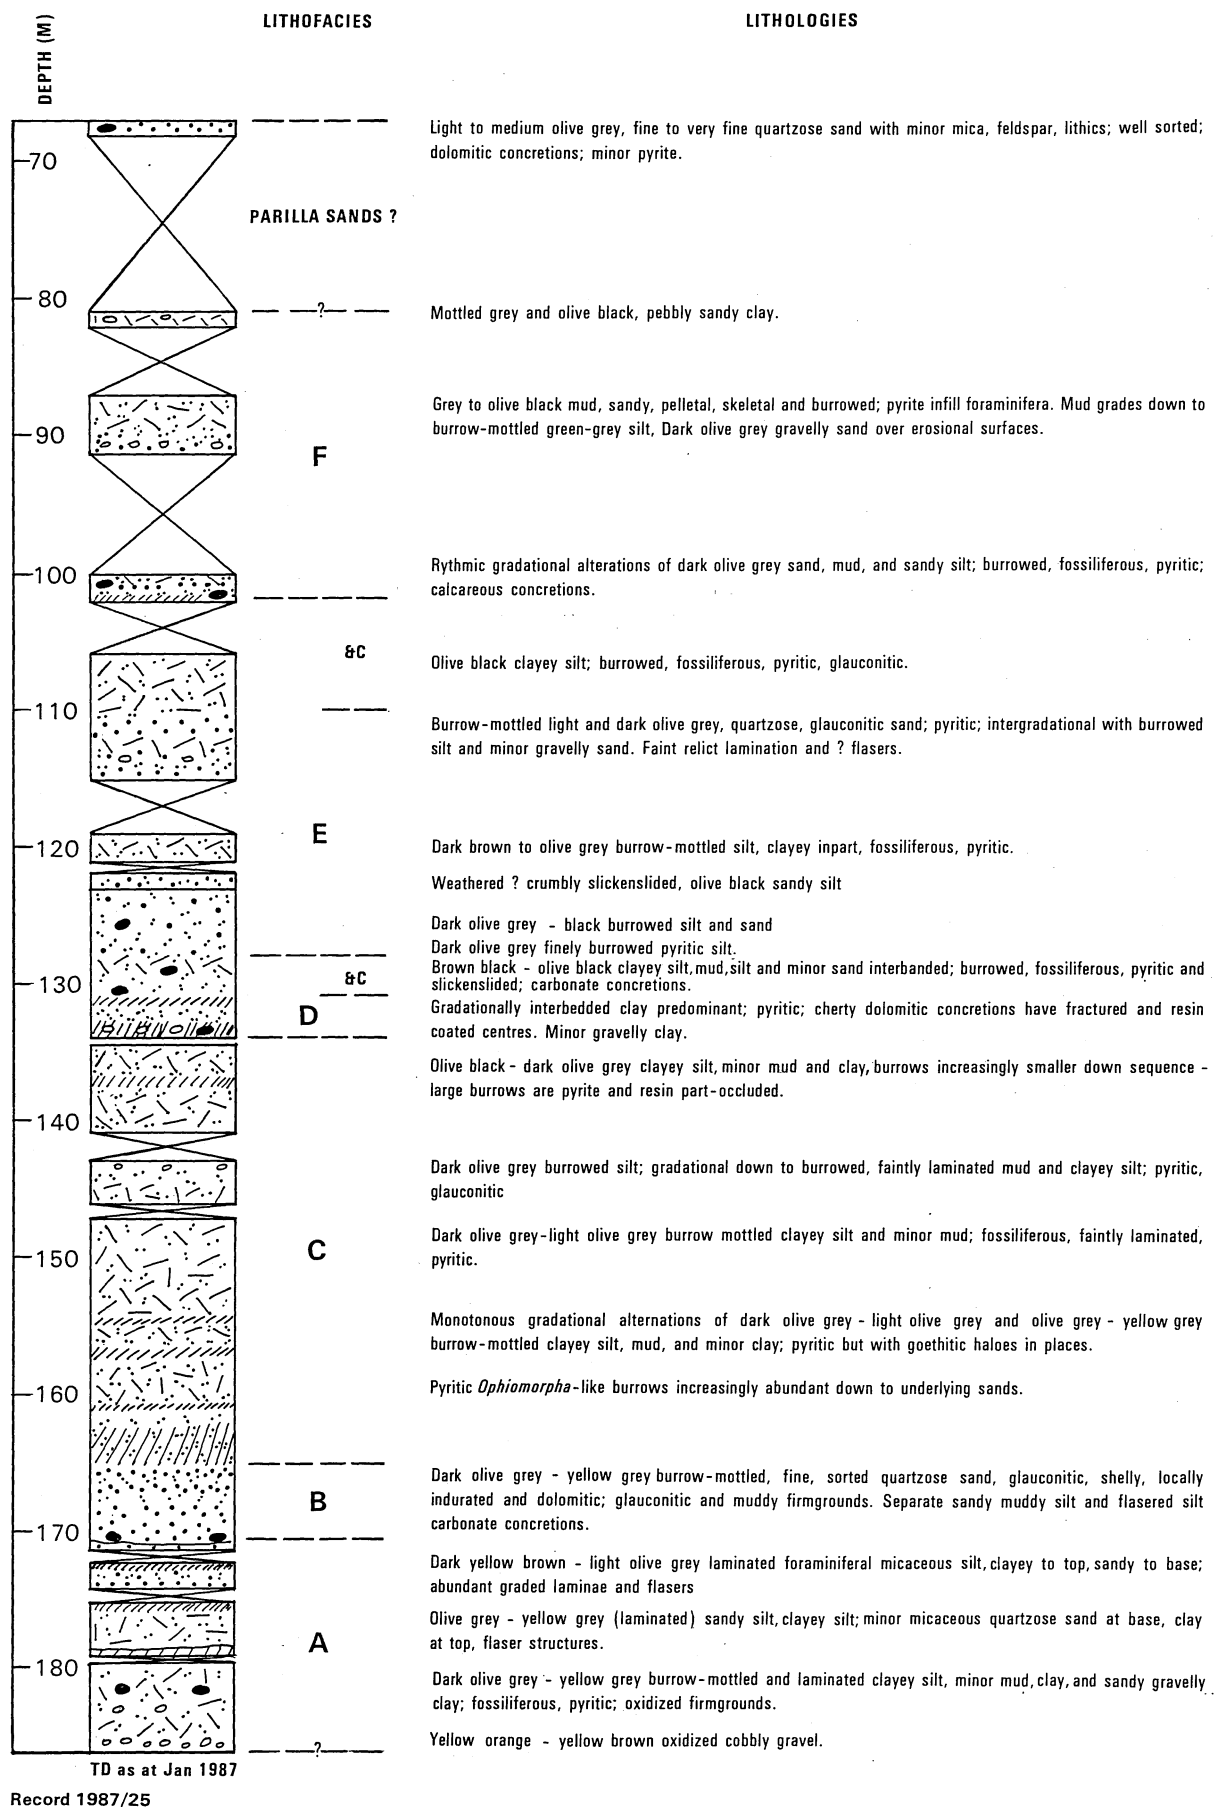 DEPTH (M)
LITHOFACIES
LITHOLOGIES
Light to medium olive grey, fine to very fine quartzose sand with minor mica, feldspar, lithics; well sorted;
dolomitic concretions; minor pyrite.
70
PARILLA SANDS ?
80
?
Mottled grey and olive black, pebbly sandy clay.
Grey to olive black mud, sandy, pelletal, skeletal and burrowed; pyrite infill foraminifera. Mud grades down to
burrow-mottled green-grey silt, Dark olive grey gravelly sand over erosional surfaces.
90
F
Rythmic gradational alterations of dark olive grey sand, mud, and sandy silt; burrowed, fossiliferous, pyritic;
calcareous concretions.
100
&C
Olive black clayey silt; burrowed, fossiliferous, pyritic, glauconitic.
110
Burrow-mottled light and dark olive grey, quartzose, glauconitic sand; pyritic; intergradational with burrowed
silt and minor gravelly sand. Faint relict lamination and ? flasers.
E
120
Dark brown to olive grey burrow-mottled silt, clayey inpart, fossiliferous, pyritic.
Weathered ? crumbly slickenslided, olive black sandy silt
Dark olive grey - black burrowed silt and sand
Dark olive grey finely burrowed pyritic silt.
Brown black - olive black clayey silt, mud, silt and minor sand interbanded; burrowed, fossiliferous, pyritic and
slickenslided; carbonate concretions.
&C
130
D
Gradationally interbedded clay predominant; pyritic; cherty dolomitic concretions have fractured and resin
coated centres. Minor gravelly clay.
Olive black - dark olive grey clayey silt, minor mud and clay, burrows increasingly smaller down sequence -
large burrows are pyrite and resin part-occluded.
140
Dark olive grey burrowed silt; gradational down to burrowed, faintly laminated mud and clayey silt; pyritic,
glauconitic
Dark olive grey-light olive grey burrow mottled clayey silt and minor mud; fossiliferous, faintly laminated,
pyritic.
C
150
Monotonous gradational alternations of dark olive grey - light olive grey and olive grey - yellow grey
burrow-mottled clayey silt, mud, and minor clay; pyritic but with goethitic haloes in places.
160
Pyritic Ophiomorpha-like burrows increasingly abundant down to underlying sands.
Dark olive grey - yellow grey burrow-mottled, fine, sorted quartzose sand, glauconitic, shelly, locally
indurated and dolomitic; glauconitic and muddy firmgrounds. Separate sandy muddy silt and flasered silt
carbonate concretions.
B
170
Dark yellow brown - light olive grey laminated foraminiferal micaceous silt, clayey to top, sandy to base;
abundant graded laminae and flasers
Olive grey - yellow grey (laminated) sandy silt, clayey silt; minor micaceous quartzose sand at base, clay
at top, flaser structures.
A
180
Dark olive grey - yellow grey burrow-mottled and laminated clayey silt, minor mud, clay, and sandy gravelly
clay; fossiliferous, pyritic; oxidized firmgrounds.
Yellow orange - yellow brown oxidized cobbly gravel.
?
TD as at Jan 1987
Record 1987/25